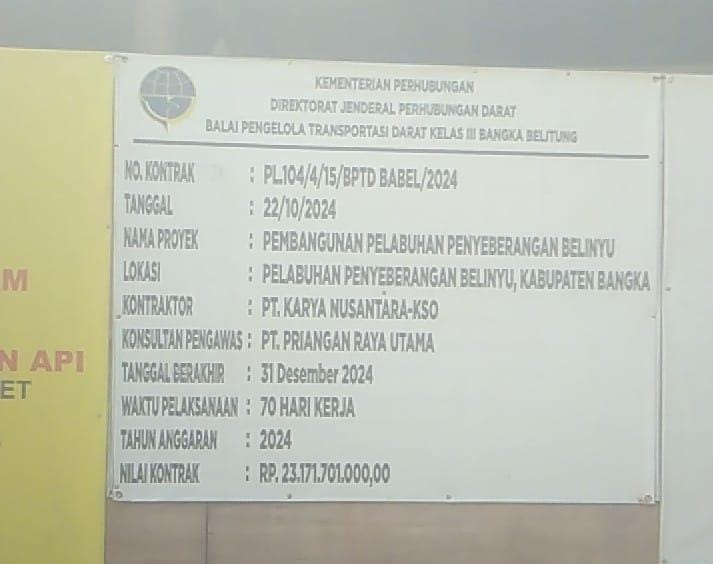 KEMENTERIAN PERHUBUNGAN
DIREKTORAT JENDERAL PERHUBUNGAN DARAT
BALAI PENGELOLA TRANSPORTASI DARAT KELAS III BANGKA BELITUNG
NO. KONTRAK : PL.104/4/15/BPTD BABEL/2024
TANGGAL : 22/10/2024
NAMA PROYEK : PEMBANGUNAN PELABUHAN PENYEBERANGAN BELINYU
LOKASI : PELABUHAN PENYEBERANGAN BELINYU, KABUPATEN BANGKA
KONTRAKTOR : PT. KARYA NUSANTARA-KSO
KONSULTAN PENGAWAS : PT. PRIANGAN RAYA UTAMA
TANGGAL BERAKHIR : 31 Desember 2024
WAKTU PELAKSANAAN : 70 HARI KERJA
TAHUN ANGGARAN : 2024
NILAI KONTRAK : RP. 23.171.701.000,00
AM
N API
ET